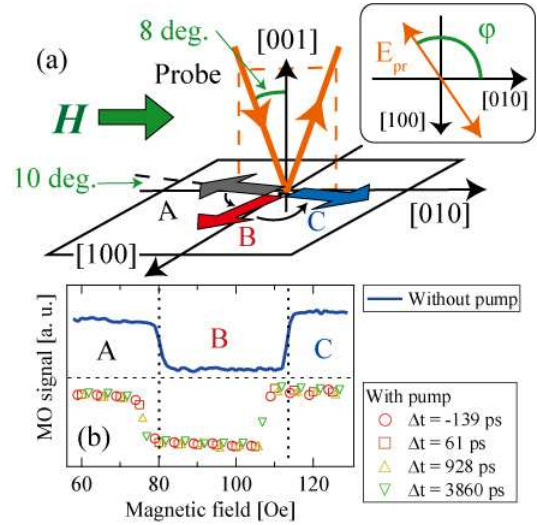 (a)
8 deg.
[001]
Probe
H
10 deg.
A
B
C
[010]
[100]
E_pr
φ
[010]
[100]
MO signal [a. u.]
A
B
C
(b)
60
80
100
120
Magnetic field [Oe]
Without pump
With pump
Δt = -139 ps
Δt = 61 ps
Δt = 928 ps
Δt = 3860 ps